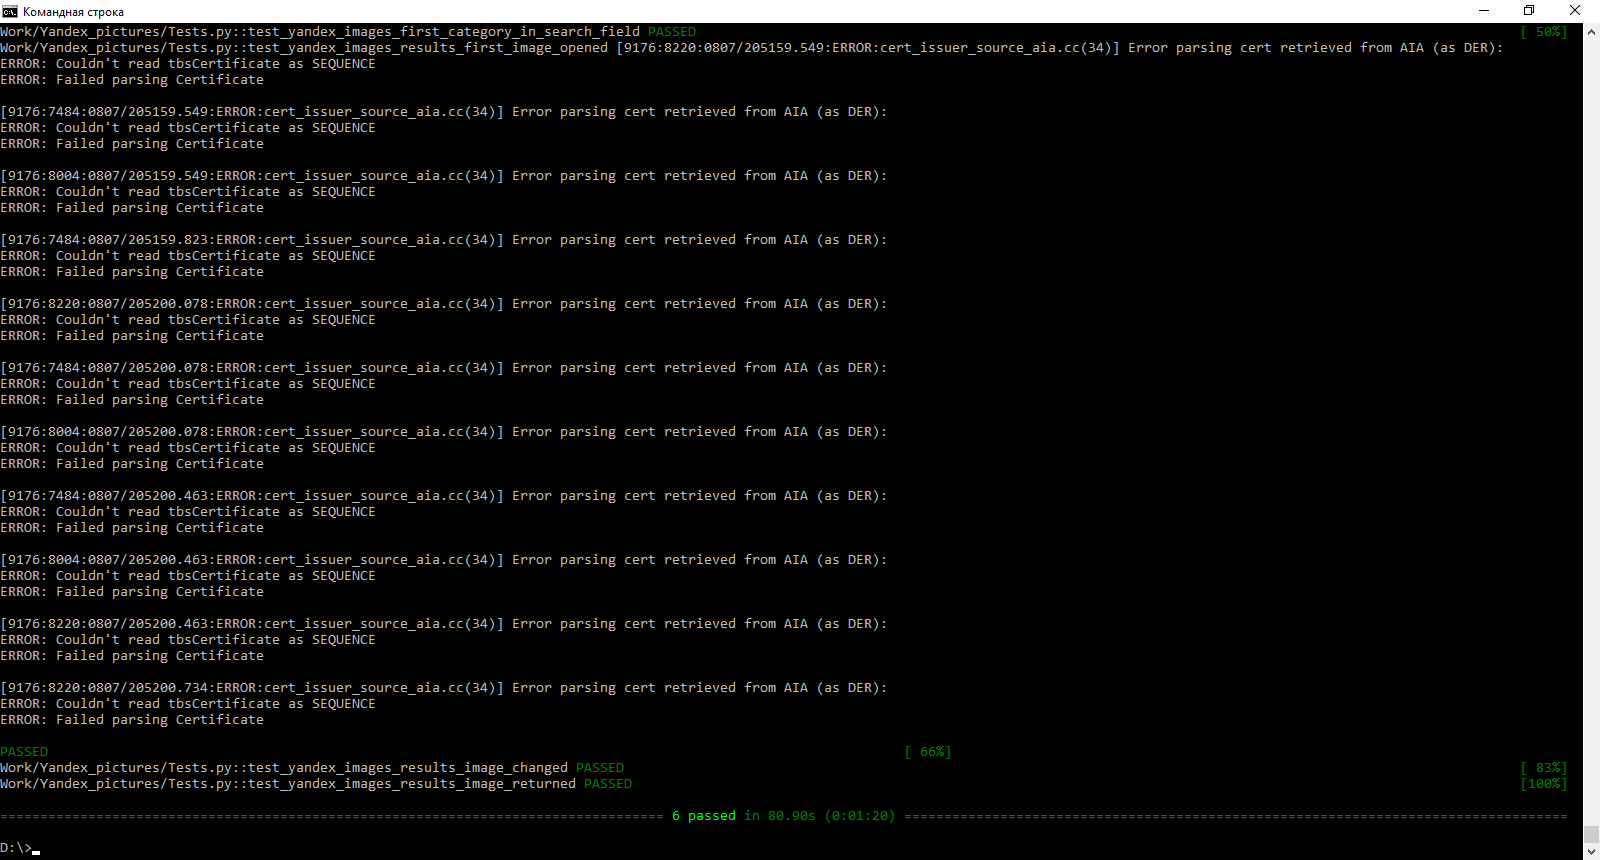 Командная строка
Work/Yandex_pictures/Tests.py::test_yandex_images_first_category_in_search_field PASSED [ 50%]
Work/Yandex_pictures/Tests.py::test_yandex_images_results_first_image_opened [9176:8220:0807/205159.549:ERROR:cert_issuer_source_aia.cc(34)] Error parsing cert retrieved from AIA (as DER):
ERROR: Couldn't read tbsCertificate as SEQUENCE
ERROR: Failed parsing Certificate
[9176:7484:0807/205159.549:ERROR:cert_issuer_source_aia.cc(34)] Error parsing cert retrieved from AIA (as DER):
ERROR: Couldn't read tbsCertificate as SEQUENCE
ERROR: Failed parsing Certificate
[9176:8004:0807/205159.549:ERROR:cert_issuer_source_aia.cc(34)] Error parsing cert retrieved from AIA (as DER):
ERROR: Couldn't read tbsCertificate as SEQUENCE
ERROR: Failed parsing Certificate
[9176:7484:0807/205159.823:ERROR:cert_issuer_source_aia.cc(34)] Error parsing cert retrieved from AIA (as DER):
ERROR: Couldn't read tbsCertificate as SEQUENCE
ERROR: Failed parsing Certificate
[9176:8220:0807/205200.078:ERROR:cert_issuer_source_aia.cc(34)] Error parsing cert retrieved from AIA (as DER):
ERROR: Couldn't read tbsCertificate as SEQUENCE
ERROR: Failed parsing Certificate
[9176:7484:0807/205200.078:ERROR:cert_issuer_source_aia.cc(34)] Error parsing cert retrieved from AIA (as DER):
ERROR: Couldn't read tbsCertificate as SEQUENCE
ERROR: Failed parsing Certificate
[9176:8004:0807/205200.078:ERROR:cert_issuer_source_aia.cc(34)] Error parsing cert retrieved from AIA (as DER):
ERROR: Couldn't read tbsCertificate as SEQUENCE
ERROR: Failed parsing Certificate
[9176:7484:0807/205200.463:ERROR:cert_issuer_source_aia.cc(34)] Error parsing cert retrieved from AIA (as DER):
ERROR: Couldn't read tbsCertificate as SEQUENCE
ERROR: Failed parsing Certificate
[9176:8004:0807/205200.463:ERROR:cert_issuer_source_aia.cc(34)] Error parsing cert retrieved from AIA (as DER):
ERROR: Couldn't read tbsCertificate as SEQUENCE
ERROR: Failed parsing Certificate
[9176:8220:0807/205200.463:ERROR:cert_issuer_source_aia.cc(34)] Error parsing cert retrieved from AIA (as DER):
ERROR: Couldn't read tbsCertificate as SEQUENCE
ERROR: Failed parsing Certificate
[9176:8220:0807/205200.734:ERROR:cert_issuer_source_aia.cc(34)] Error parsing cert retrieved from AIA (as DER):
ERROR: Couldn't read tbsCertificate as SEQUENCE
ERROR: Failed parsing Certificate
PASSED [ 66%]
Work/Yandex_pictures/Tests.py::test_yandex_images_results_image_changed PASSED [ 83%]
Work/Yandex_pictures/Tests.py::test_yandex_images_results_image_returned PASSED [100%]
=================================================================================== 6 passed in 80.90s (0:01:20) ===================================================================================
D:\>